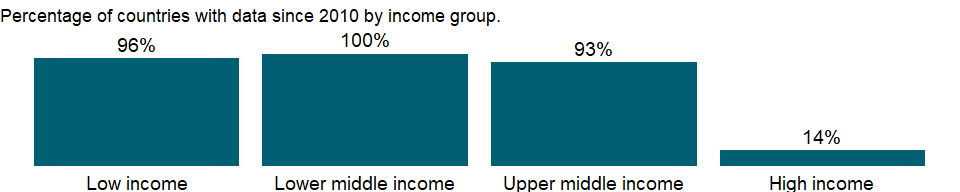 Percentage of countries with data since 2010 by income group.
96%
100%
93%
14%
Low income
Lower middle income
Upper middle income
High income